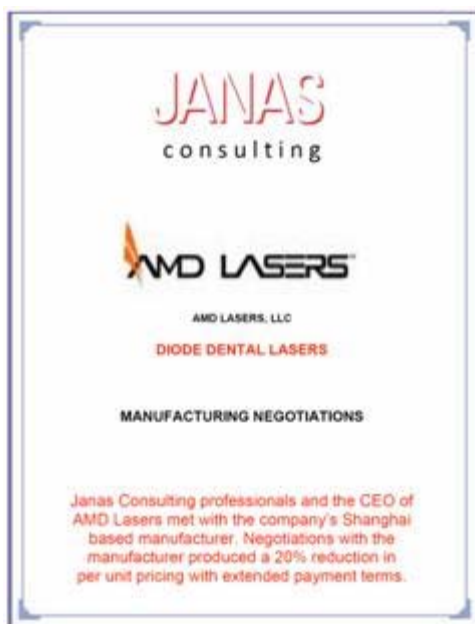 JANAS
consulting
AMD LASERS™
AMD LASERS, LLC
DIODE DENTAL LASERS
MANUFACTURING NEGOTIATIONS
Janas Consulting professionals and the CEO of
AMD Lasers met with the company's Shanghai
based manufacturer. Negotiations with the
manufacturer produced a 20% reduction in
per unit pricing with extended payment terms.